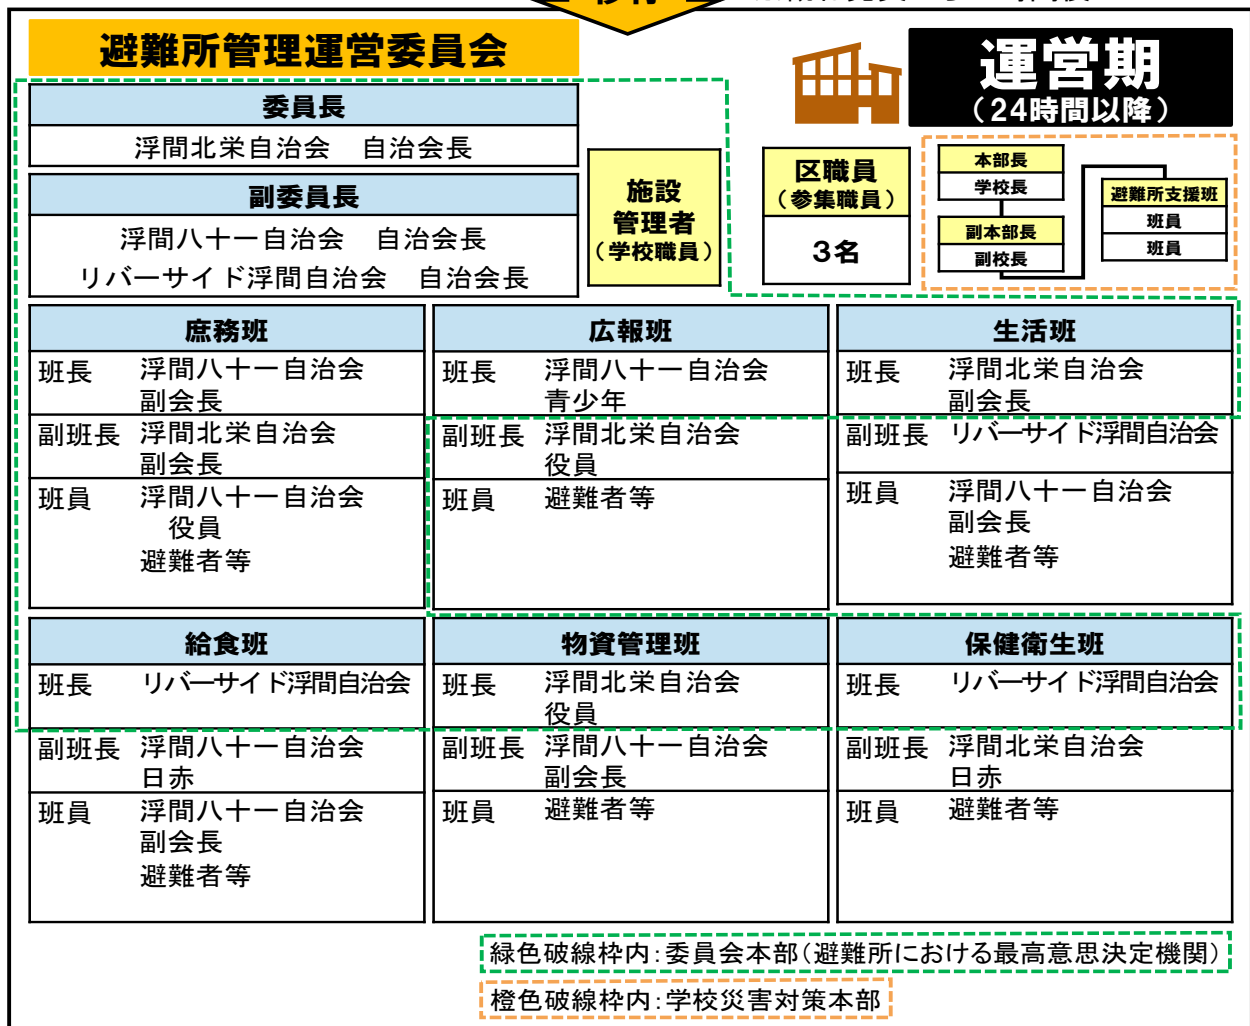 避難所管理運営委員会
運営期
（24時間以降）
委員長
浮間北栄自治会　自治会長
副委員長
浮間八十一自治会　自治会長
リバーサイド浮間自治会　自治会長
施設
管理者
（学校職員）
区職員
（参集職員）
3名
本部長
学校長
副本部長
副校長
避難所支援班
班員
班員
庶務班
班長　浮間八十一自治会
副会長
副班長　浮間北栄自治会
副会長
班員　浮間八十一自治会
役員
避難者等
広報班
班長　浮間八十一自治会
青少年
副班長　浮間北栄自治会
役員
班員　避難者等
生活班
班長　浮間北栄自治会
副会長
副班長　リバーサイド浮間自治会
班員　浮間八十一自治会
副会長
避難者等
給食班
班長　リバーサイド浮間自治会
副班長　浮間八十一自治会
日赤
班員　浮間八十一自治会
副会長
避難者等
物資管理班
班長　浮間北栄自治会
役員
副班長　浮間八十一自治会
副会長
班員　避難者等
保健衛生班
班長　リバーサイド浮間自治会
副班長　浮間北栄自治会
日赤
班員　避難者等
緑色破線枠内：委員会本部（避難所における最高意思決定機関）
橙色破線枠内：学校災害対策本部